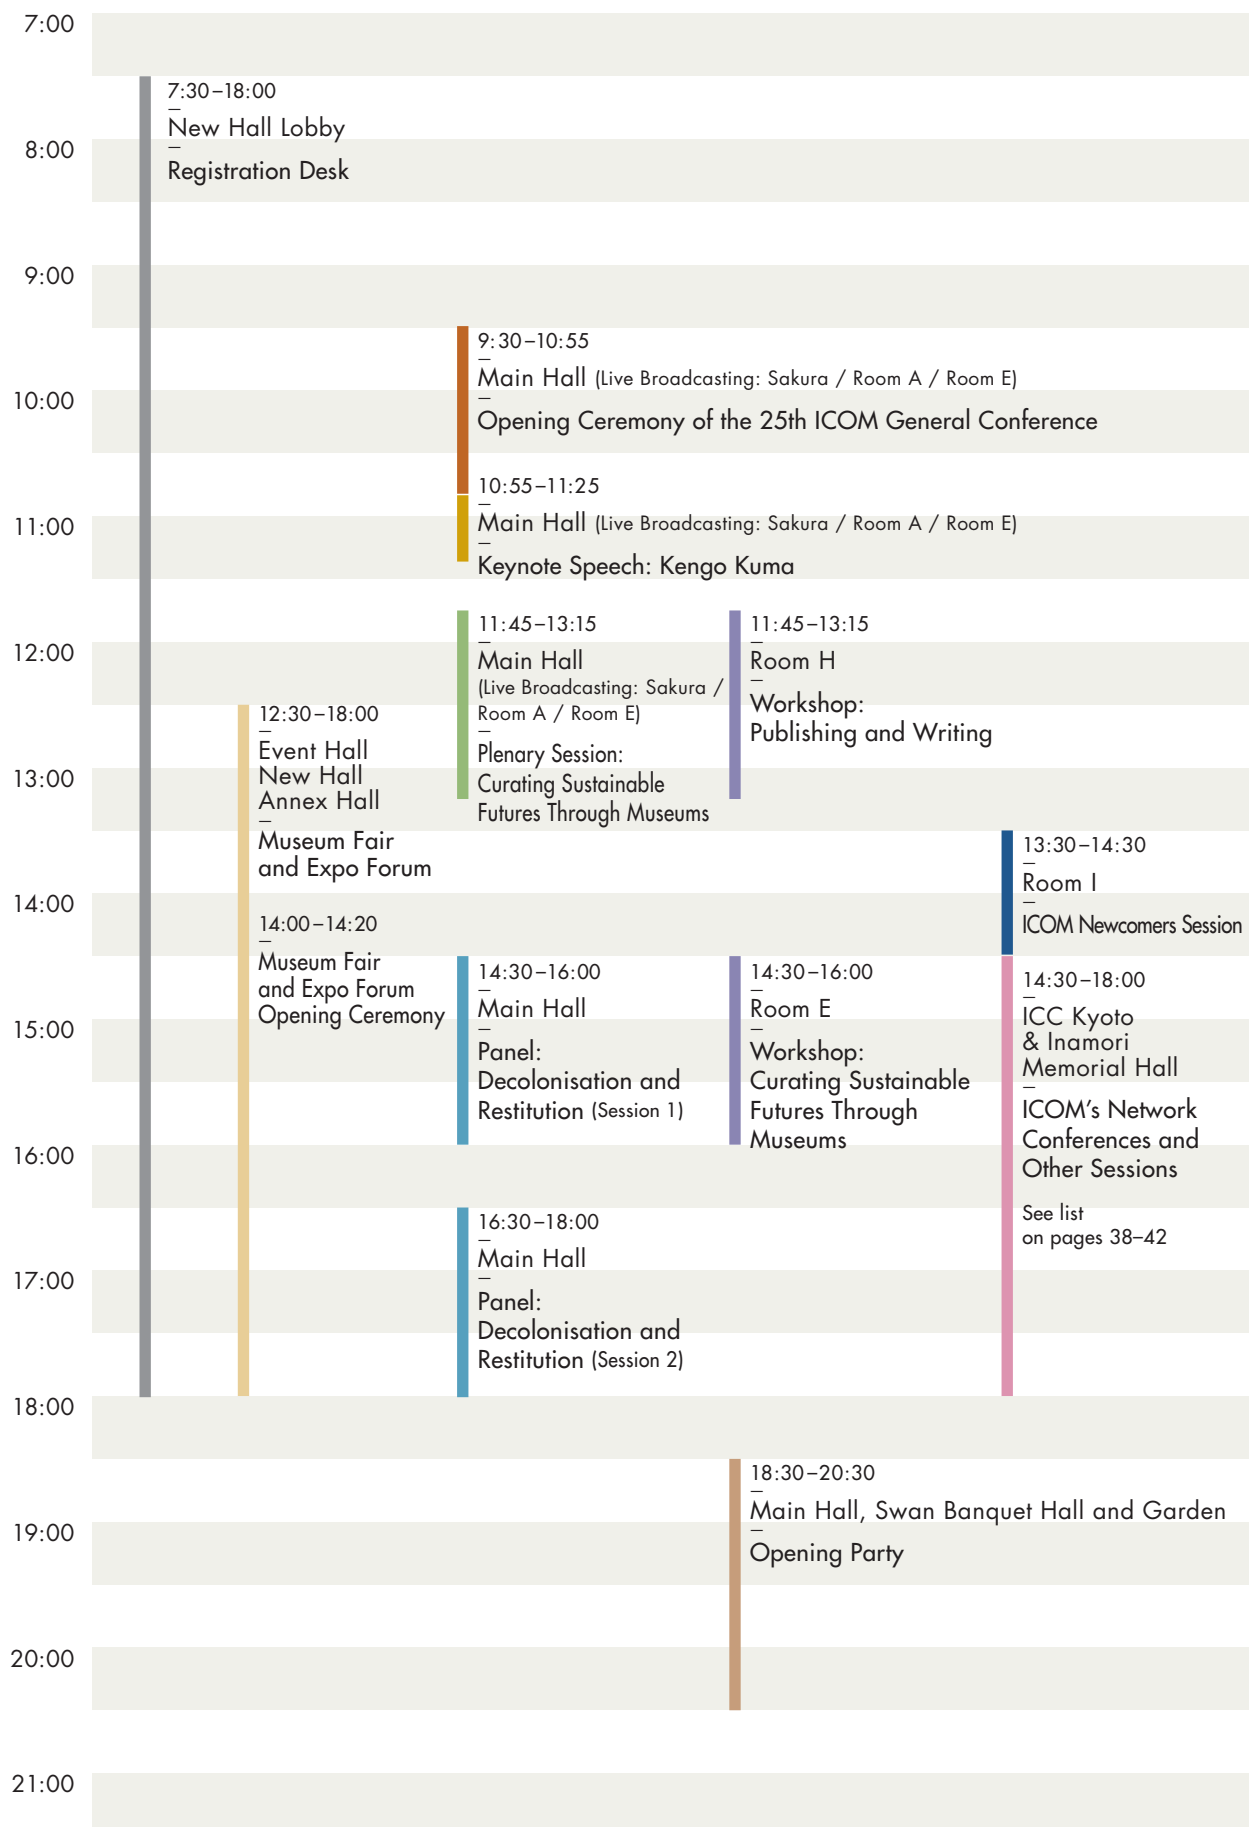 7:00
7:30–18:00
New Hall Lobby
8:00
Registration Desk
9:00
9:30–10:55
Main Hall (Live Broadcasting: Sakura / Room A / Room E)
10:00
Opening Ceremony of the 25th ICOM General Conference
10:55–11:25
11:00
Main Hall (Live Broadcasting: Sakura / Room A / Room E)
Keynote Speech: Kengo Kuma
11:45–13:15
Main Hall
(Live Broadcasting: Sakura /
Room A / Room E)
Plenary Session:
Curating Sustainable
Futures Through Museums
11:45–13:15
Room H
Workshop:
Publishing and Writing
12:00
12:30–18:00
Event Hall
New Hall
Annex Hall
Museum Fair
and Expo Forum
13:00
13:30–14:30
Room I
ICOM Newcomers Session
14:00
14:00–14:20
Museum Fair
and Expo Forum
Opening Ceremony
14:30–16:00
Main Hall
Panel:
Decolonisation and
Restitution (Session 1)
14:30–16:00
Room E
Workshop:
Curating Sustainable
Futures Through
Museums
14:30–18:00
ICC Kyoto
& Inamori
Memorial Hall
ICOM’s Network
Conferences and
Other Sessions
See list
on pages 38–42
15:00
16:00
16:30–18:00
Main Hall
Panel:
Decolonisation and
Restitution (Session 2)
17:00
18:00
18:30–20:30
Main Hall, Swan Banquet Hall and Garden
Opening Party
19:00
20:00
21:00